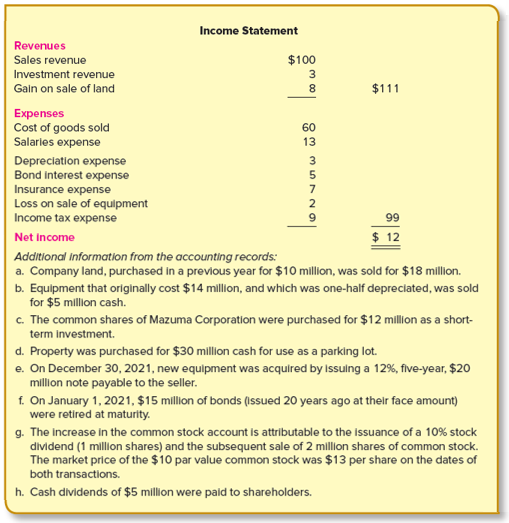 Income Statement
Revenues
Sales revenue $100
Investment revenue 3
Gain on sale of land 8 $111
Expenses
Cost of goods sold 60
Salaries expense 13
Depreciation expense 3
Bond interest expense 5
Insurance expense 7
Loss on sale of equipment 2
Income tax expense 9 99
Net income $ 12
Additional information from the accounting records:
a. Company land, purchased in a previous year for $10 million, was sold for $18 million.
b. Equipment that originally cost $14 million, and which was one-half depreciated, was sold
for $5 million cash.
c. The common shares of Mazuma Corporation were purchased for $12 million as a short-
term investment.
d. Property was purchased for $30 million cash for use as a parking lot.
e. On December 30, 2021, new equipment was acquired by issuing a 12%, five-year, $20
million note payable to the seller.
f. On January 1, 2021, $15 million of bonds (issued 20 years ago at their face amount)
were retired at maturity.
g. The increase in the common stock account is attributable to the issuance of a 10% stock
dividend (1 million shares) and the subsequent sale of 2 million shares of common stock.
The market price of the $10 par value common stock was $13 per share on the dates of
both transactions.
h. Cash dividends of $5 million were paid to shareholders.